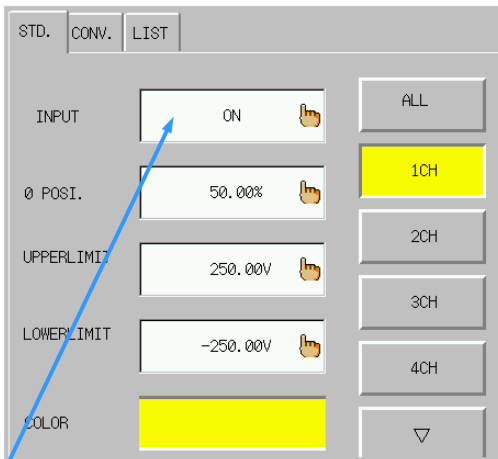 STD. CONV. LIST
INPUT ON
0 POSI. 50.00%
UPPERLIMIT 250.00V
LOWERLIMIT -250.00V
COLOR
ALL
1CH
2CH
3CH
4CH
▽